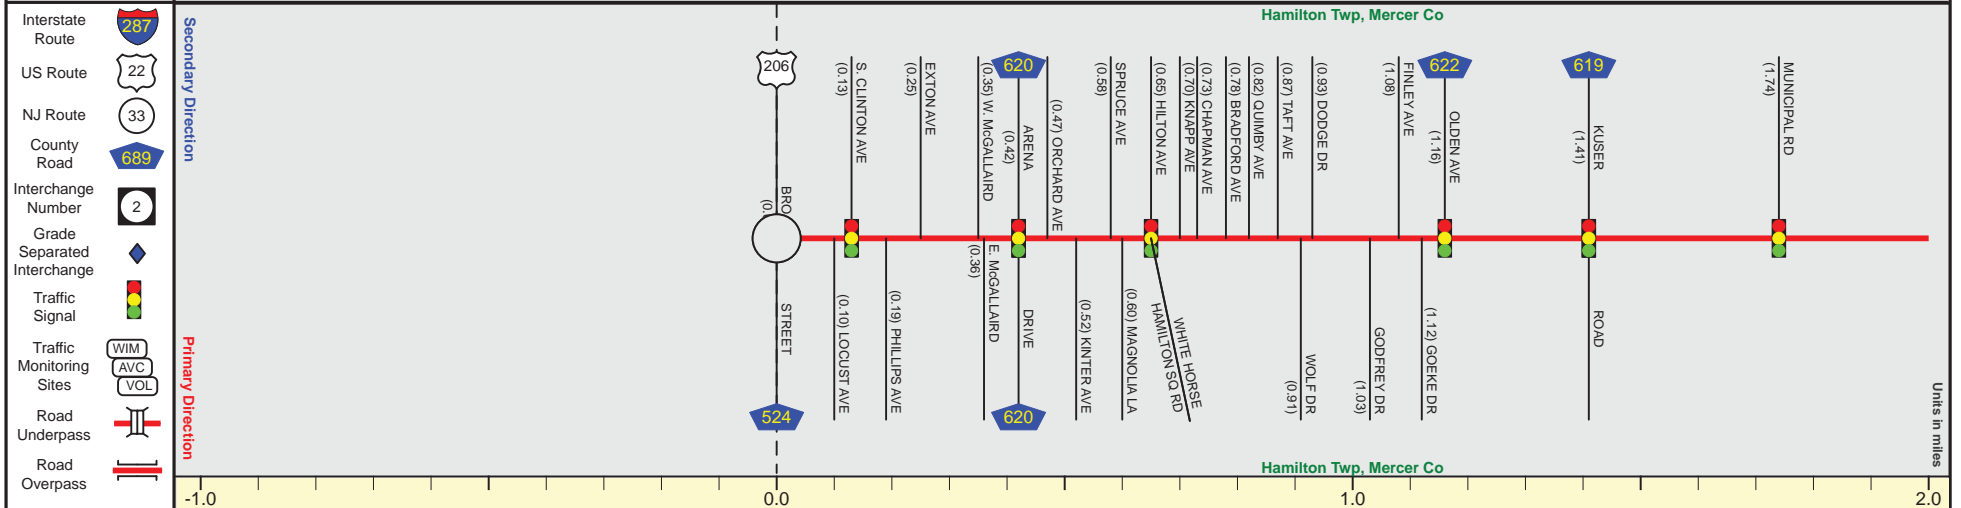 Interstate
Route
287
US Route
22
NJ Route
33
County
Road
689
Interchange
Number
2
Grade
Separated
Interchange
Traffic
Signal
Traffic
Monitoring
Sites
WIM
AVC
VOL
Road
Underpass
Road
Overpass
Secondary Direction
Primary Direction
Hamilton Twp, Mercer Co
206
BRO
(0.
STREET
524
S. CLINTON AVE
(0.13)
(0.10) LOCUST AVE
(0.19) PHILLIPS AVE
EXTON AVE
(0.25)
(0.35) W. McGALLAIRD
E. McGALLAIRD
(0.36)
620
ARENA
(0.42)
DRIVE
620
(0.47) ORCHARD AVE
(0.52) KINTER AVE
SPRUCE AVE
(0.58)
(0.60) MAGNOLIA LA
(0.65) HILTON AVE
WHITE HORSE
HAMILTON SQ RD
(0.70) KNAPP AVE
(0.73) CHAPMAN AVE
(0.78) BRADFORD AVE
(0.82) QUIMBY AVE
(0.87) TAFT AVE
WOLF DR
(0.91)
(0.93) DODGE DR
GODFREY DR
(1.03)
FINLEY AVE
(1.08)
(1.12) GOEKE DR
622
OLDEN AVE
(1.16)
619
KUSER
(1.41)
ROAD
MUNICIPAL RD
(1.74)
Hamilton Twp, Mercer Co
Units in miles
-1.0
0.0
1.0
2.0